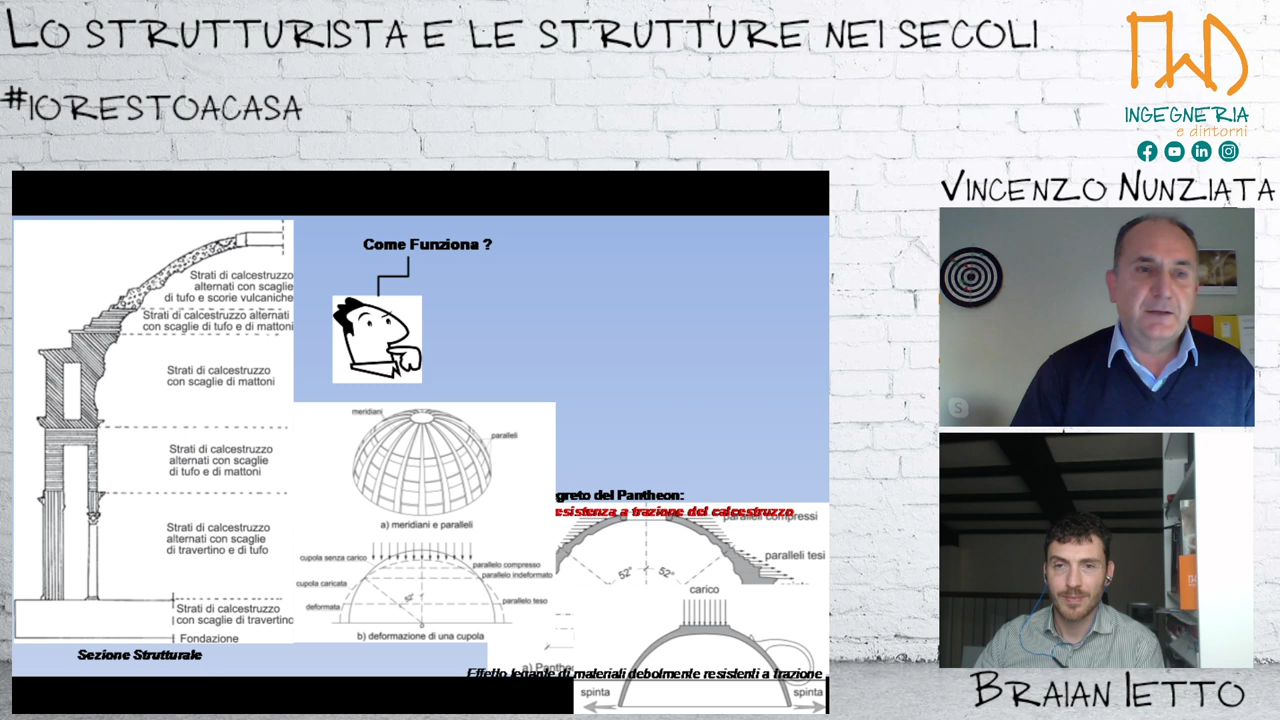 LO STRUTTURISTA E LE STRUTTURE NEI SECOLI
#IORESTOACASA
INGEGNERIA
e dintorni
VINCENZO NUNZIATA
BRAIAN IETTO
Come Funziona ?
Strati di calcestruzzo
alternati con scaglie
di tufo e scorie vulcaniche
Strati di calcestruzzo alternati
con scaglie di tufo e di mattoni
Strati di calcestruzzo
con scaglie di mattoni
Strati di calcestruzzo
alternati con scaglie
di tufo e di mattoni
Strati di calcestruzzo
alternati con scaglie
di travertino e di tufo
Strati di calcestruzzo
con scaglie di travertino
Fondazione
Sezione Strutturale
meridiani
paralleli
a) meridiani e paralleli
cupola senza carico
parallelo compresso
parallelo indeformato
cupola caricata
52°
deformata
parallelo teso
b) deformazione di una cupola
egreto del Pantheon:
esistenza a trazione del calcestruzzo
paralleli compressi
paralleli tesi
52° 52°
carico
a) Panthe
Effetto legante di materiali debolmente resistenti a trazione
spinta
spinta